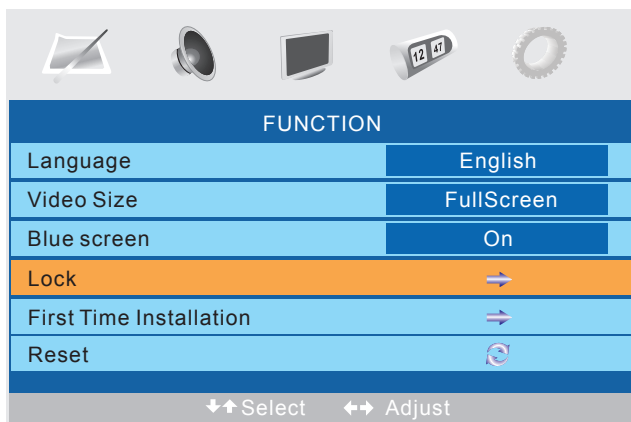 12 47
FUNCTION
Language English
Video Size FullScreen
Blue screen On
Lock
First Time Installation
Reset
Select Adjust